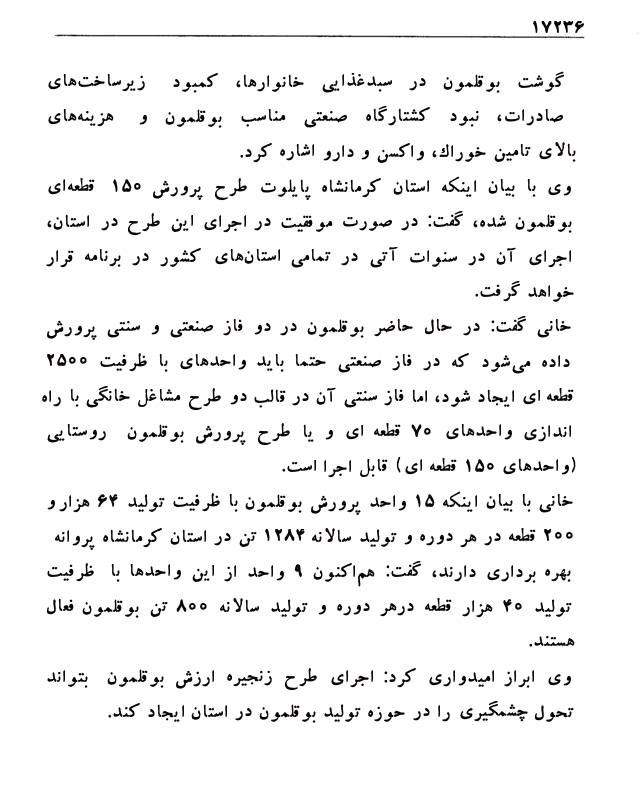 ۱۷۲۳۶
گوشت بوقلمون در سبدغذایی خانوارها، کمبود زیرساخت‌های
صادرات، نبود کشتارگاه صنعتی مناسب بوقلمون و هزینه‌های
بالای تامین خوراك، واکسن و دارو اشاره کرد.
وی با بیان اینکه استان کرمانشاه پایلوت طرح پرورش ۱۵۰ قطعه‌ای
بوقلمون شده، گفت: در صورت موفقیت در اجرای این طرح در استان،
اجرای آن در سنوات آتی در تمامی استان‌های کشور در برنامه قرار
خواهد گرفت.
خانی گفت: در حال حاضر بوقلمون در دو فاز صنعتی و سنتی پرورش
داده می‌شود که در فاز صنعتی حتما باید واحدهای با ظرفیت ۲۵۰۰
قطعه ای ایجاد شود، اما فاز سنتی آن در قالب دو طرح مشاغل خانگی با راه
اندازی واحدهای ۷۰ قطعه ای و یا طرح پرورش بوقلمون روستایی
(واحدهای ۱۵۰ قطعه ای) قابل اجرا است.
خانی با بیان اینکه ۱۵ واحد پرورش بوقلمون با ظرفیت تولید ۶۴ هزار و
۲۰۰ قطعه در هر دوره و تولید سالانه ۱۲۸۴ تن در استان کرمانشاه پروانه
بهره برداری دارند، گفت: هم‌اکنون ۹ واحد از این واحدها با ظرفیت
تولید ۴۰ هزار قطعه درهر دوره و تولید سالانه ۸۰۰ تن بوقلمون فعال
هستند.
وی ابراز امیدواری کرد: اجرای طرح زنجیره ارزش بوقلمون بتواند
تحول چشمگیری را در حوزه تولید بوقلمون در استان ایجاد کند.